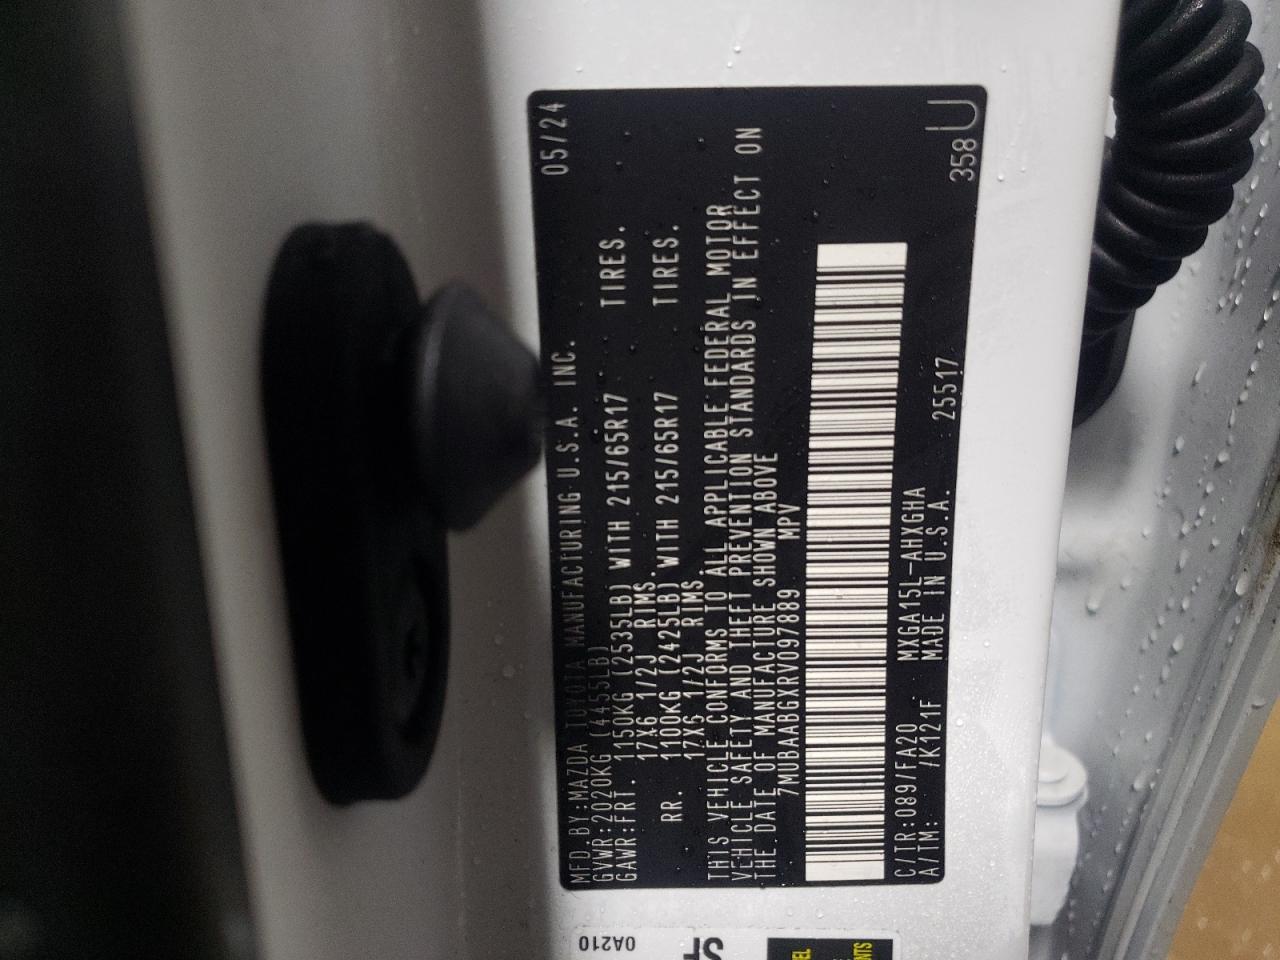 MFD.BY:MAZDA TOYOTA MANUFACTURING U.S.A. INC. 05/24
GVWR:2020KG (4455LB)
GAWR:FRT. 1150KG (2535LB) WITH 215/65R17 TIRES.
17X6 1/2J RIMS.
RR. 1100KG (2425LB) WITH 215/65R17 TIRES.
17X6 1/2J RIMS.
THIS VEHICLE CONFORMS TO ALL APPLICABLE FEDERAL MOTOR
VEHICLE SAFETY AND THEFT PREVENTION STANDARDS IN EFFECT ON
THE DATE OF MANUFACTURE SHOWN ABOVE
7MUBAABGXRV097889 MPV
C/TR:089/FA20 MXGA15L-AHXGHA
A/TM: /K121F MADE IN U.S.A. 25517
358U
0A210